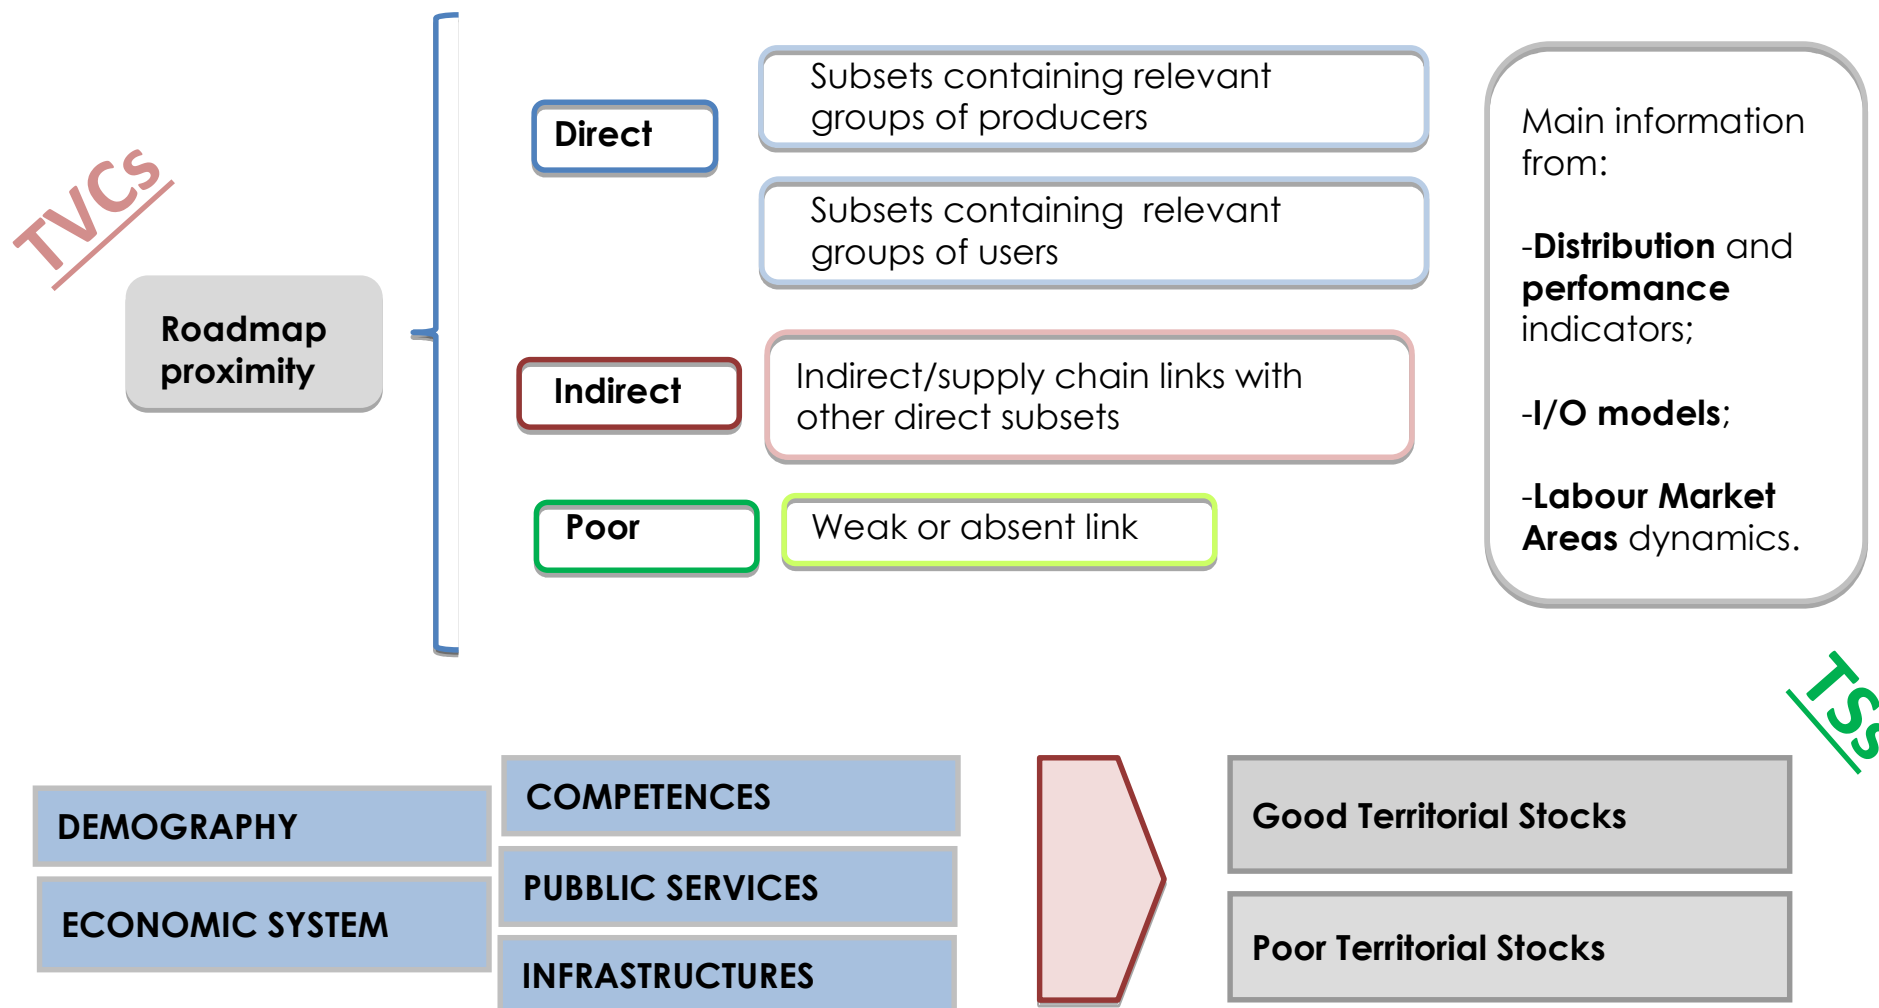 TVCs
Roadmap
proximity
Direct
Subsets containing relevant
groups of producers
Subsets containing relevant
groups of users
Indirect
Indirect/supply chain links with
other direct subsets
Poor
Weak or absent link
Main information
from:
-Distribution and
perfomance
indicators;
-I/O models;
-Labour Market
Areas dynamics.
TSs
DEMOGRAPHY
ECONOMIC SYSTEM
COMPETENCES
PUBBLIC SERVICES
INFRASTRUCTURES
Good Territorial Stocks
Poor Territorial Stocks